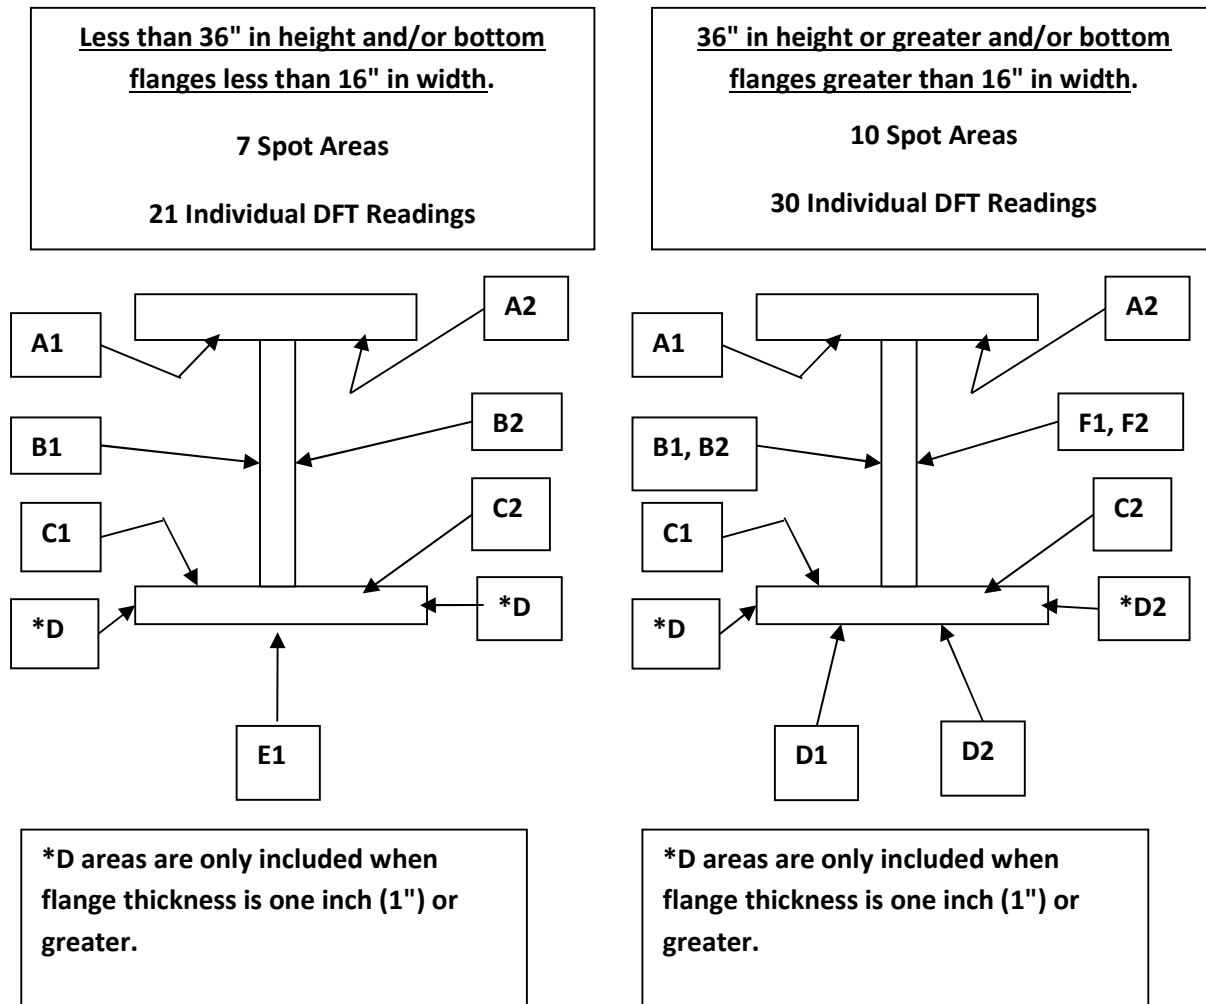 Less than 36" in height and/or bottom
flanges less than 16" in width.
7 Spot Areas
21 Individual DFT Readings
36" in height or greater and/or bottom
flanges greater than 16" in width.
10 Spot Areas
30 Individual DFT Readings
A1
A2
B1
B2
C1
C2
*D
*D
E1
A1
A2
B1, B2
F1, F2
C1
C2
*D
*D2
D1
D2
*D areas are only included when
flange thickness is one inch (1") or
greater.
*D areas are only included when
flange thickness is one inch (1") or
greater.